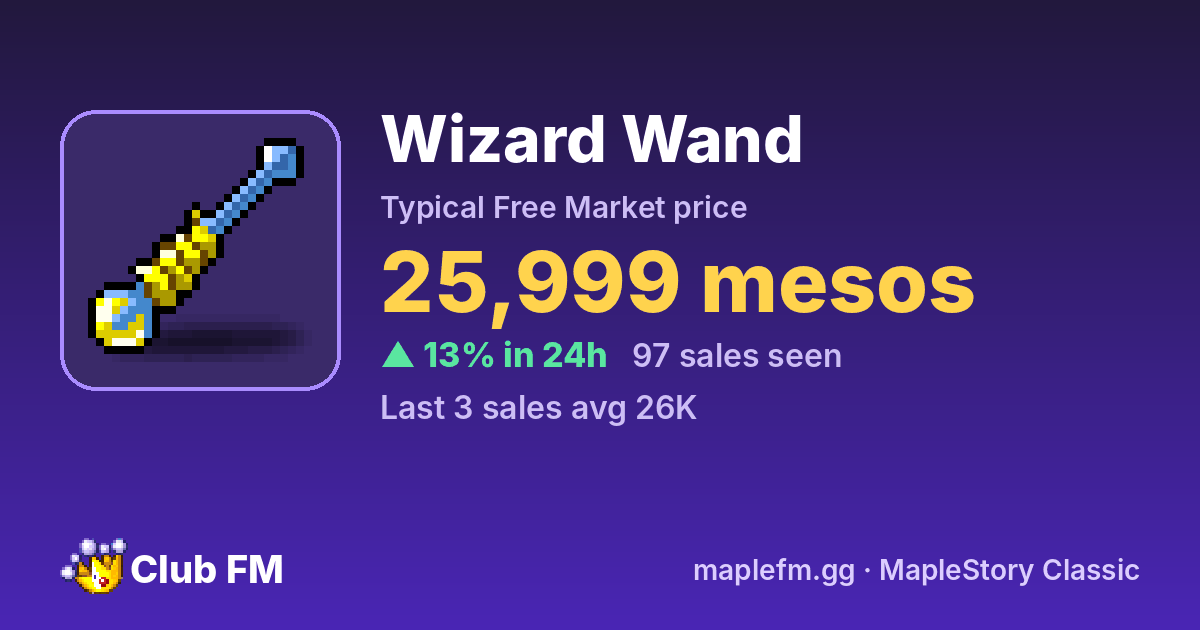 Wizard Wand
Typical Free Market price
25,999 mesos
▲ 13% in 24h 97 sales seen
Last 3 sales avg 26K
Club FM
maplefm.gg · MapleStory Classic